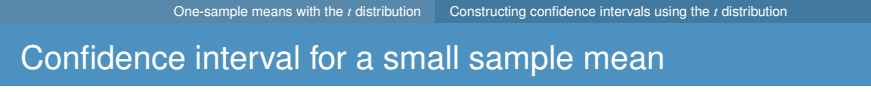 One-sample means with the t distribution Constructing confidence intervals using the t distribution
Confidence interval for a small sample mean